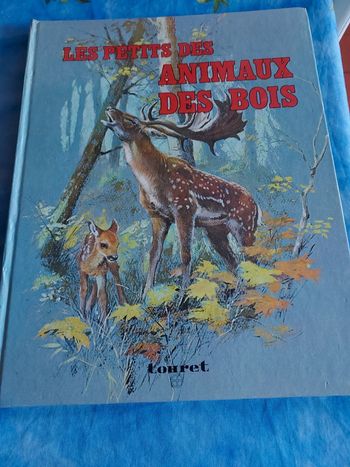 LES PETITS DES
ANIMAUX
DES BOIS
touret